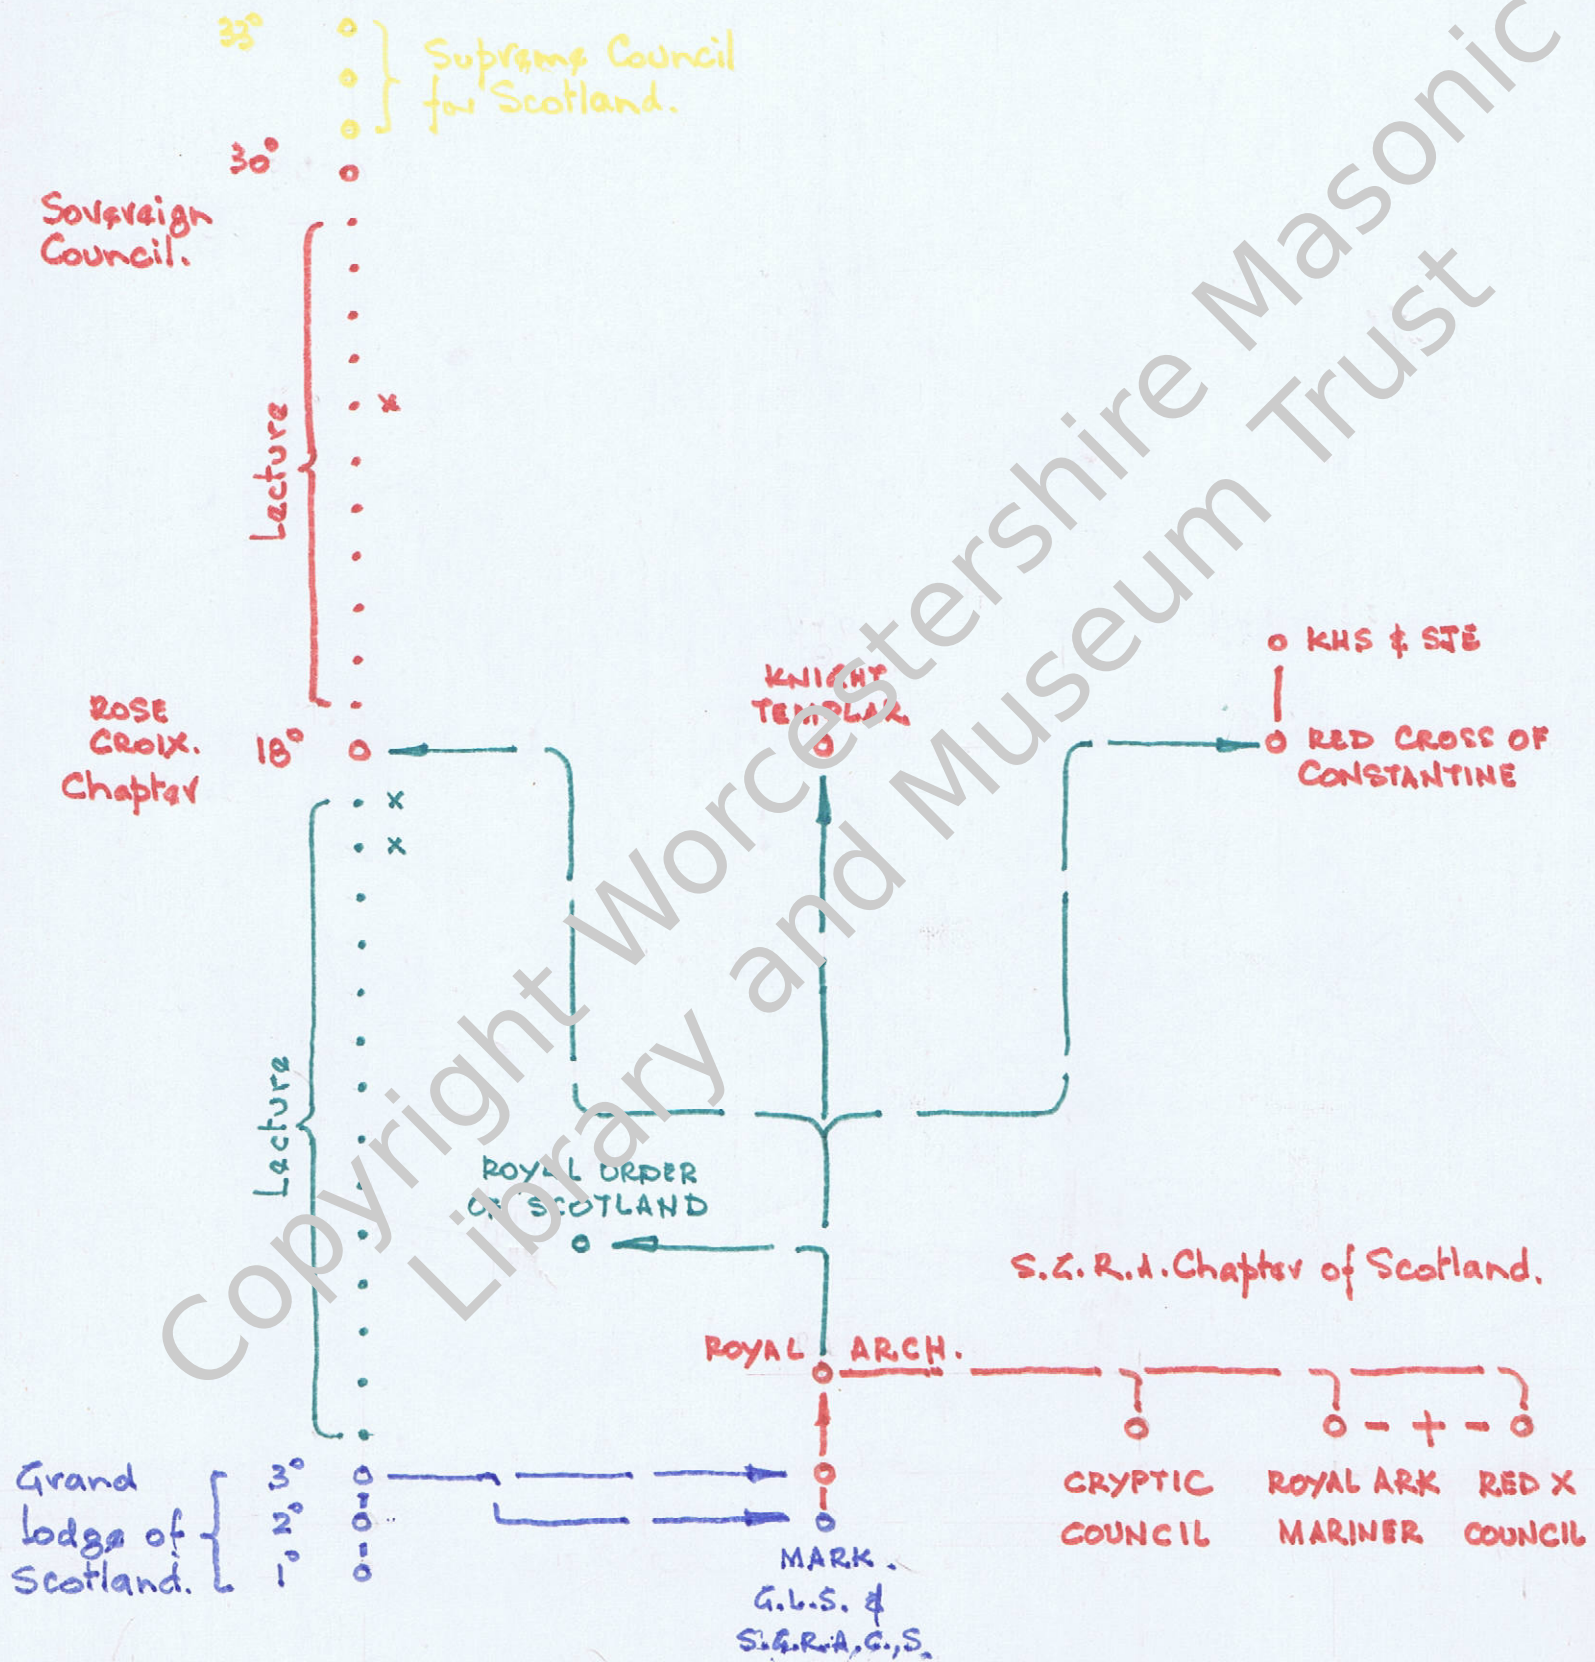 33°
Supreme Council
for Scotland.
30°
Sovereign
Council.
x
Lecture
KHS & SJE
KNIGHT
TEMPLAR.
ROSE
CROIX.
Chapter
18°
RED CROSS OF
CONSTANTINE
x
x
Lecture
ROYAL ORDER
OF SCOTLAND
S.G.R.A. Chapter of Scotland.
ROYAL ARCH.
Grand
Lodge of
Scotland.
3°
2°
1°
CRYPTIC
COUNCIL
ROYAL ARK
MARINER
RED X
COUNCIL
MARK.
G.L.S. &
S.G.R.A.C.,S.
Copyright Worcestershire Masonic
Library and Museum Trust